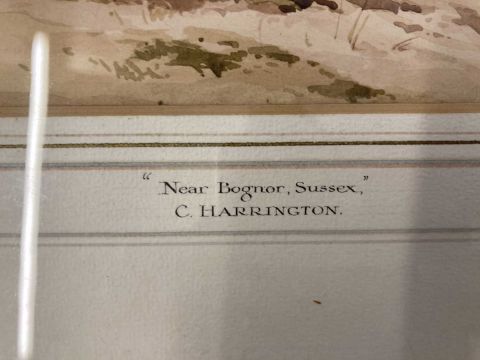 "Near Bognor, Sussex,"
C. HARRINGTON.